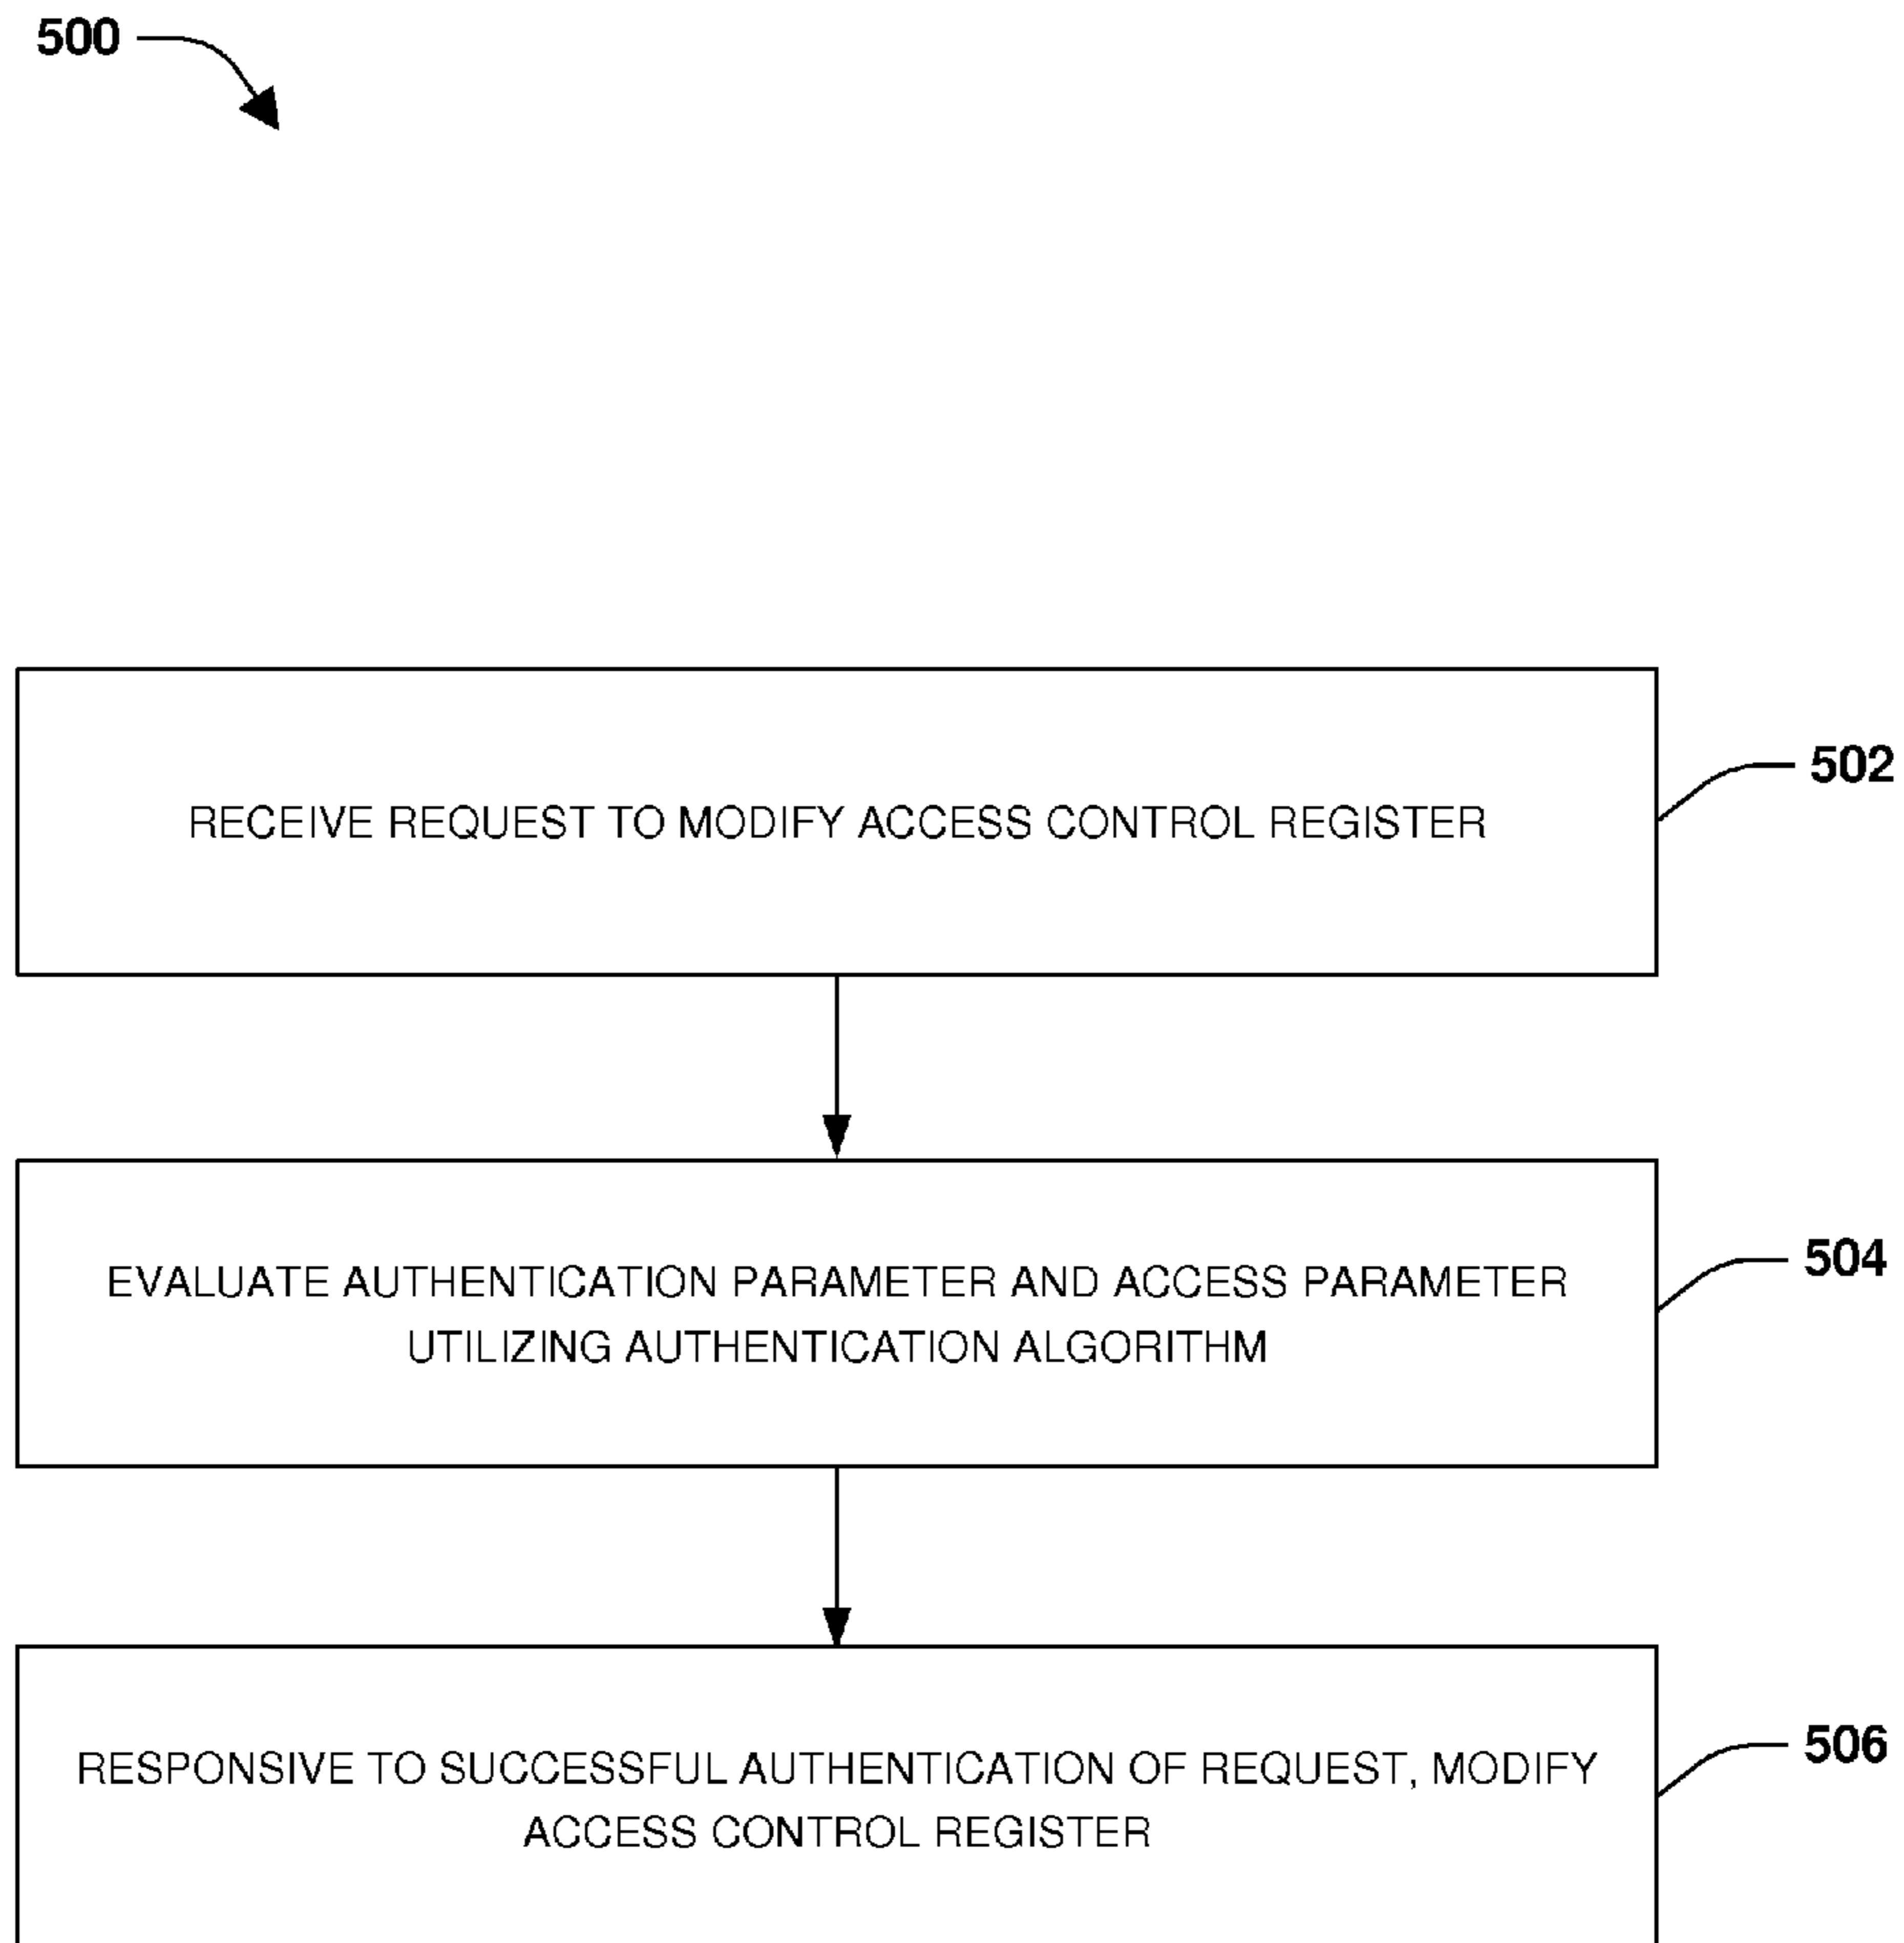 500
RECEIVE REQUEST TO MODIFY ACCESS CONTROL REGISTER
502
EVALUATE AUTHENTICATION PARAMETER AND ACCESS PARAMETER
UTILIZING AUTHENTICATION ALGORITHM
504
RESPONSIVE TO SUCCESSFUL AUTHENTICATION OF REQUEST, MODIFY
ACCESS CONTROL REGISTER
506